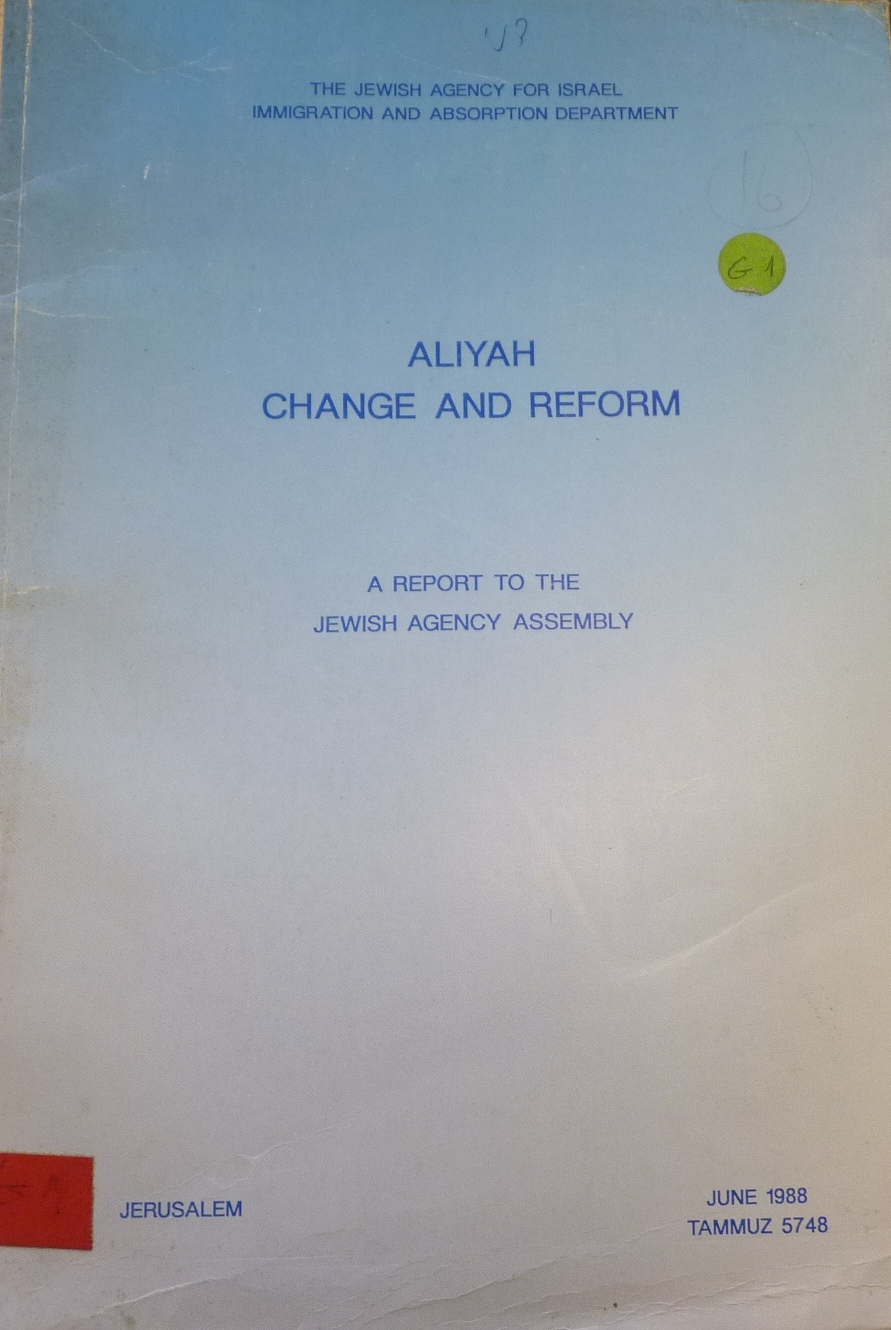 THE JEWISH AGENCY FOR ISRAEL
IMMIGRATION AND ABSORPTION DEPARTMENT
16
G 1
ALIYAH
CHANGE AND REFORM
A REPORT TO THE
JEWISH AGENCY ASSEMBLY
JERUSALEM
JUNE 1988
TAMMUZ 5748